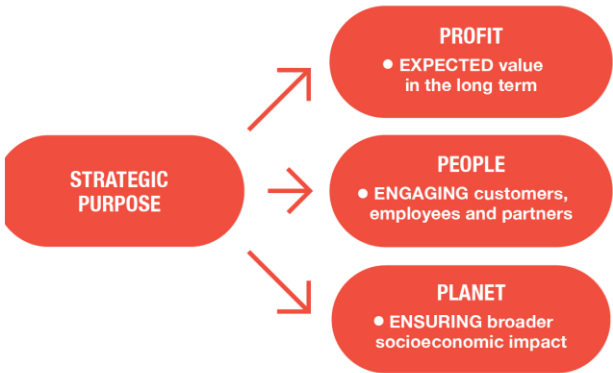 STRATEGIC
PURPOSE
PROFIT
● EXPECTED value
in the long term
PEOPLE
● ENGAGING customers,
employees and partners
PLANET
● ENSURING broader
socioeconomic impact